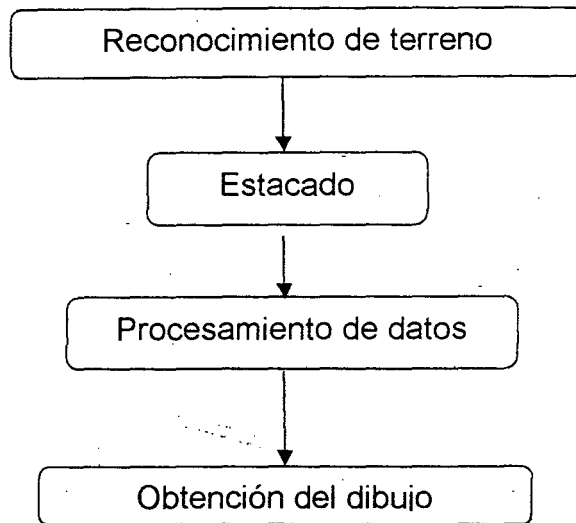 Reconocimiento de terreno
Estacado
Procesamiento de datos
Obtención del dibujo